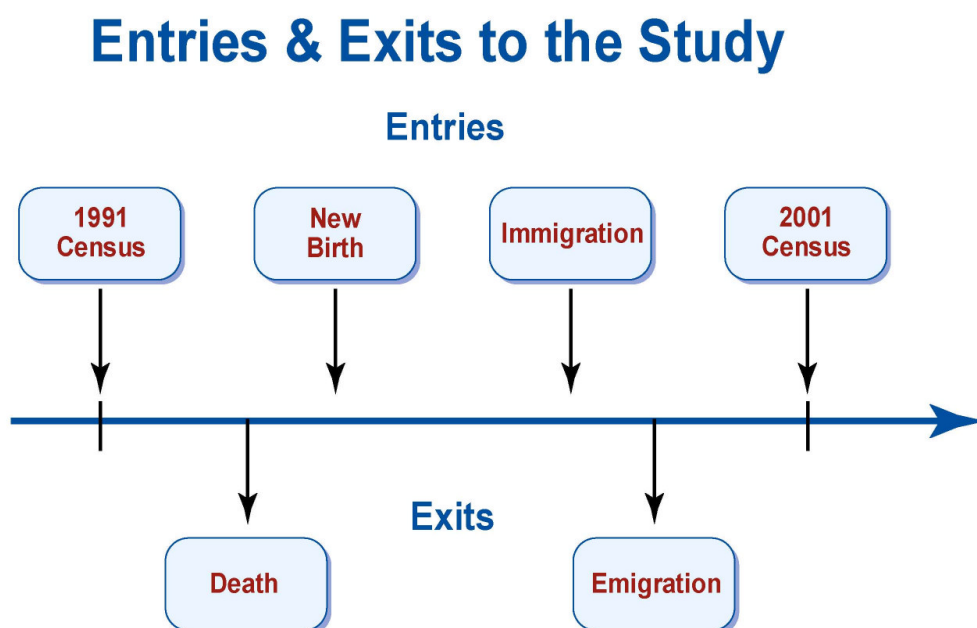 Entries & Exits to the Study
Entries
1991
Census
New
Birth
Immigration
2001
Census
Exits
Death
Emigration